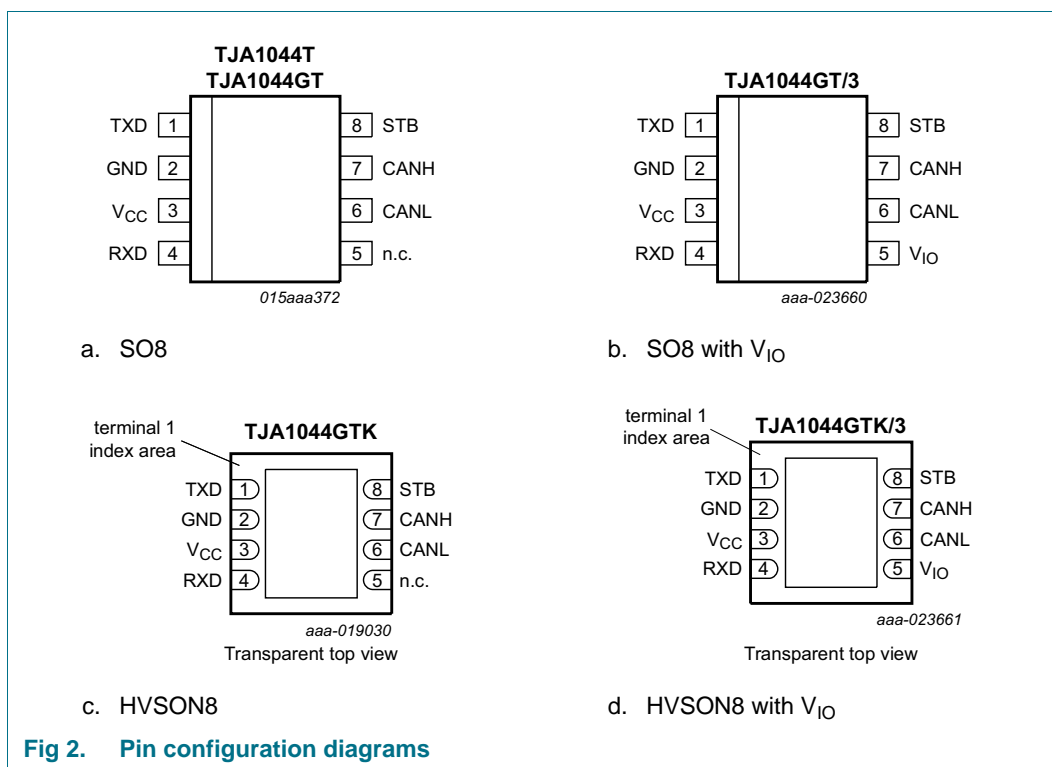 TJA1044T
TJA1044GT
TXD 1
8 STB
GND 2
7 CANH
VCC 3
6 CANL
RXD 4
5 n.c.
015aaa372
a. SO8
TJA1044GT/3
TXD 1
8 STB
GND 2
7 CANH
VCC 3
6 CANL
RXD 4
5 VIO
aaa-023660
b. SO8 with VIO
terminal 1
index area
TJA1044GTK
TXD 1
8 STB
GND 2
7 CANH
VCC 3
6 CANL
RXD 4
5 n.c.
aaa-019030
Transparent top view
c. HVSON8
terminal 1
index area
TJA1044GTK/3
TXD 1
8 STB
GND 2
7 CANH
VCC 3
6 CANL
RXD 4
5 VIO
aaa-023661
Transparent top view
d. HVSON8 with VIO
Fig 2. Pin configuration diagrams